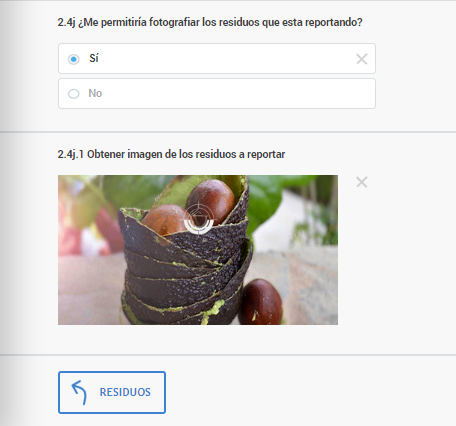 2.4j ¿Me permitiría fotografiar los residuos que esta reportando?
Sí
No
2.4j.1 Obtener imagen de los residuos a reportar
RESIDUOS